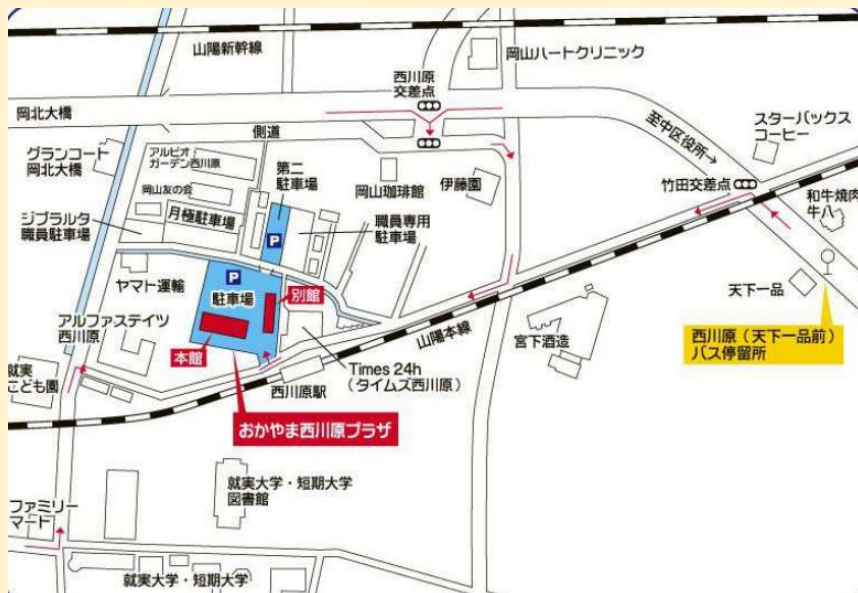 山陽新幹線
岡山ハートクリニック
西川原
交差点
岡北大橋
側道
至中区役所→
スターバックス
コーヒー
グランコート
岡北大橋
アルビオ
ガーデン西川原
第二
駐車場
岡山珈琲館
伊藤園
竹田交差点
岡山友の会
月極駐車場
和牛焼肉
牛八
ジブラルタ
職員駐車場
職員専用
駐車場
P
P
ヤマト運輸
駐車場
別館
天下一品
アルファステイツ
西川原
本館
山陽本線
宮下酒造
西川原（天下一品前）
バス停留所
就実
こども園
Times 24h
（タイムズ西川原）
西川原駅
おかやま西川原プラザ
就実大学・短期大学
図書館
ファミリー
マート
就実大学・短期大学